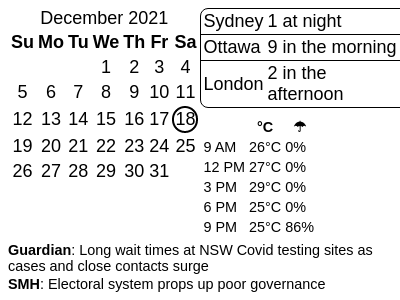 December 2021
Su Mo Tu We Th Fr Sa
1 2 3 4
5 6 7 8 9 10 11
12 13 14 15 16 17 18
19 20 21 22 23 24 25
26 27 28 29 30 31
Sydney 1 at night
Ottawa 9 in the morning
London 2 in the
afternoon
°C ☂
9 AM 26°C 0%
12 PM 27°C 0%
3 PM 29°C 0%
6 PM 25°C 0%
9 PM 25°C 86%
Guardian: Long wait times at NSW Covid testing sites as
cases and close contacts surge
SMH: Electoral system props up poor governance